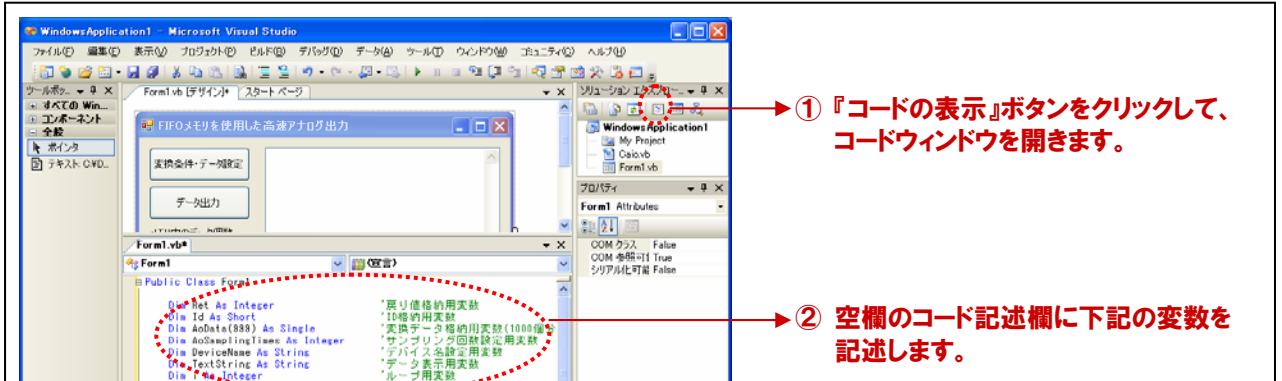 WindowsApplication1 - Microsoft Visual Studio
ファイル(F) 編集(E) 表示(V) プロジェクト(P) ビルド(B) デバッグ(D) データ(A) ツール(T) ウィンドウ(W) コミュニティ(C) ヘルプ(H)
ツールボッ...
すべての Win...
コンポーネント
全般
ポインタ
テキスト: C:¥D...
Form1.vb [デザイン]* スタート ページ
FIFOメモリを使用した高速アナログ出力
変換条件・データ設定
データ出力
Form1.vb*
Form1 (宣言)
Public Class Form1
Dim Ret As Integer '戻り値格納用変数
Dim Id As Short 'ID格納用変数
Dim AoData(999) As Single '変換データ格納用変数(1000個分
Dim AoSamplingTimes As Integer 'サンプリング回数設定用変数
Dim DeviceName As String 'デバイス名設定用変数
Dim TextString As String 'データ表示用変数
Dim i As Integer 'ループ用変数
ソリューション エクスプローラ...
WindowsApplication1
My Project
Caio.vb
Form1.vb
プロパティ
Form1 Attributes
COM クラス False
COM 参照可能 True
シリアル化可能 False
① 『コードの表示』ボタンをクリックして、
コードウィンドウを開きます。
② 空欄のコード記述欄に下記の変数を
記述します。